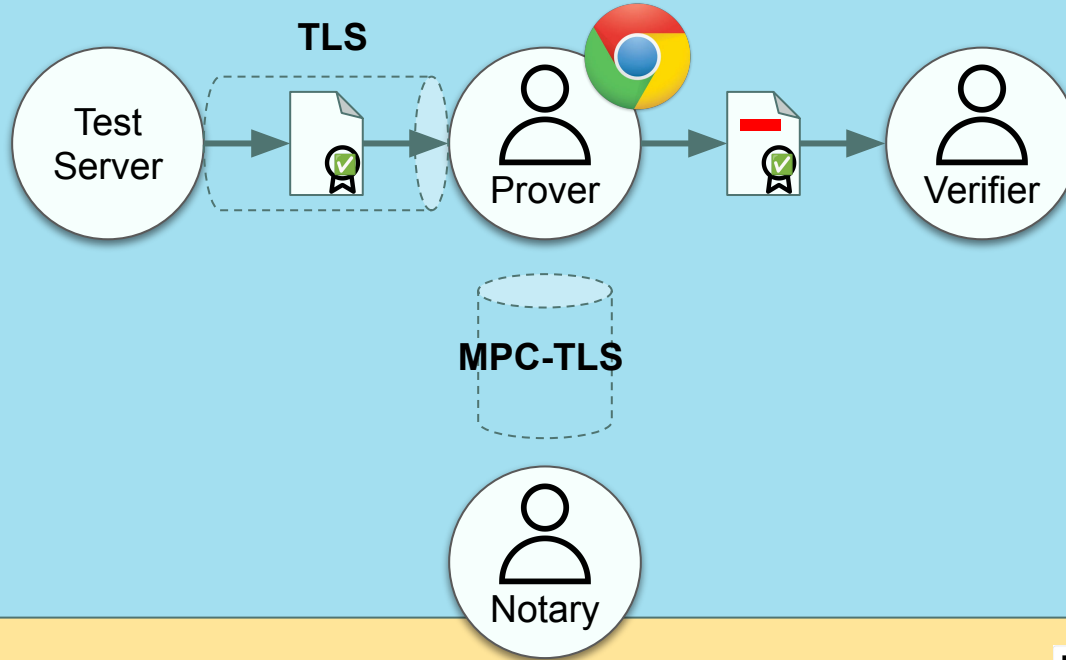 TLS
Test
Server
Prover
Verifier
MPC-TLS
Notary